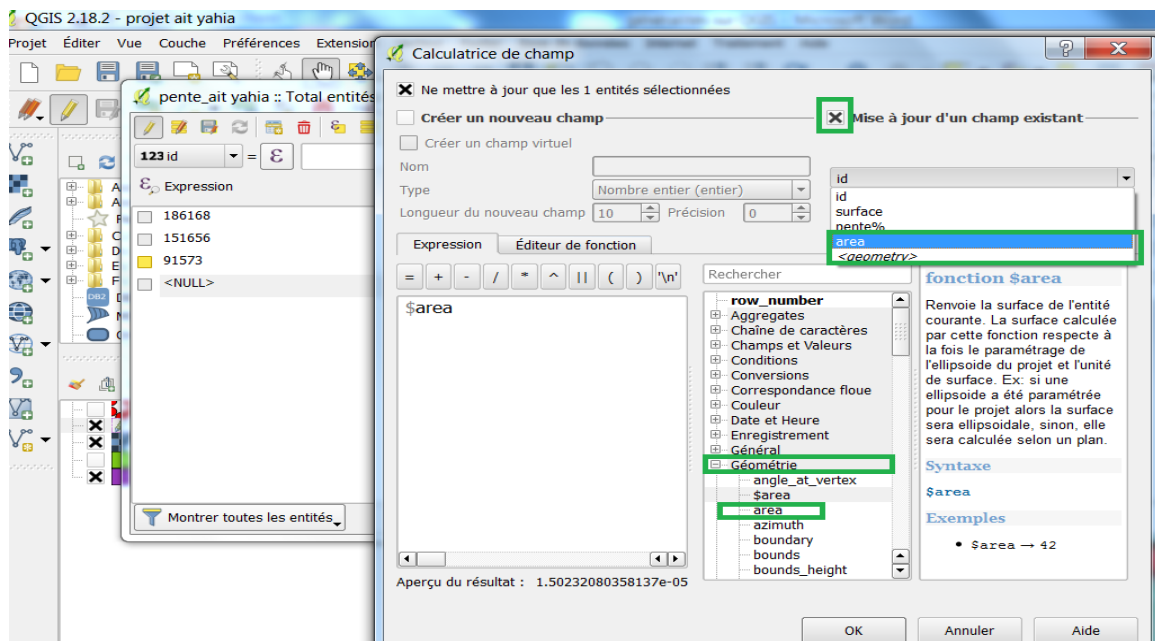 QGIS 2.18.2 - projet ait yahia
Projet Éditer Vue Couche Préférences Extension
pente_ait yahia :: Total entités
123 id = ε
ε Expression
186168
151656
91573
<NULL>
Montrer toutes les entités
Calculatrice de champ
Ne mettre à jour que les 1 entités sélectionnées
Créer un nouveau champ
Mise à jour d'un champ existant
Créer un champ virtuel
Nom
Type Nombre entier (entier)
Longueur du nouveau champ 10 Précision 0
id
id
surface
pente%
area
<geometry>
Expression Éditeur de fonction
= + - / * ^ || ( ) '\n'
$area
Aperçu du résultat : 1.50232080358137e-05
Rechercher
row_number
Aggregates
Chaîne de caractères
Champs et Valeurs
Conditions
Conversions
Correspondance floue
Couleur
Date et Heure
Enregistrement
Général
Géométrie
angle_at_vertex
$area
area
azimuth
boundary
bounds
bounds_height
fonction $area
Renvoie la surface de l'entité
courante. La surface calculée
par cette fonction respecte à
la fois le paramétrage de
l'ellipsoide du projet et l'unité
de surface. Ex: si une
ellipsoide a été paramétrée
pour le projet alors la surface
sera ellipsoidale, sinon, elle
sera calculée selon un plan.
Syntaxe
$area
Exemples
• $area → 42
OK Annuler Aide